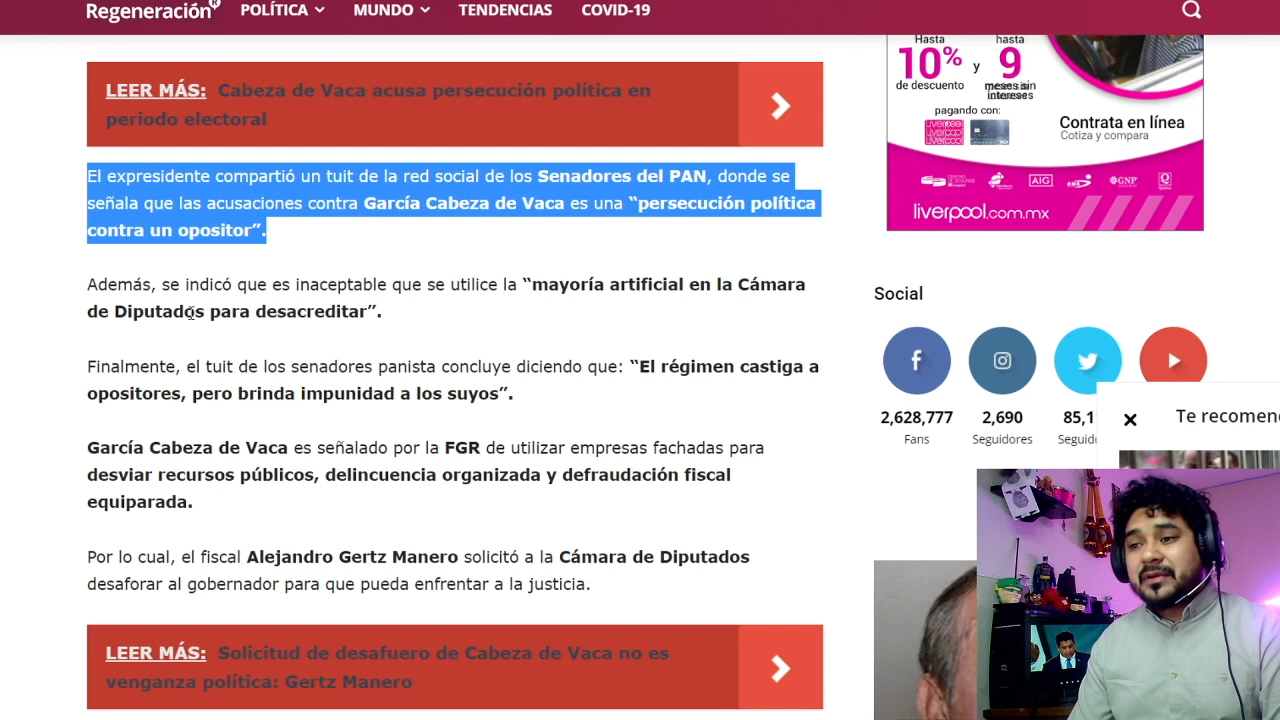 Regeneración R
POLÍTICA MUNDO TENDENCIAS COVID-19
LEER MÁS: Cabeza de Vaca acusa persecución política en
periodo electoral
El expresidente compartió un tuit de la red social de los Senadores del PAN, donde se
señala que las acusaciones contra García Cabeza de Vaca es una “persecución política
contra un opositor”.
Además, se indicó que es inaceptable que se utilice la “mayoría artificial en la Cámara
de Diputados para desacreditar”.
Finalmente, el tuit de los senadores panista concluye diciendo que: “El régimen castiga a
opositores, pero brinda impunidad a los suyos”.
García Cabeza de Vaca es señalado por la FGR de utilizar empresas fachadas para
desviar recursos públicos, delincuencia organizada y defraudación fiscal
equiparada.
Por lo cual, el fiscal Alejandro Gertz Manero solicitó a la Cámara de Diputados
desaforar al gobernador para que pueda enfrentar a la justicia.
LEER MÁS: Solicitud de desafuero de Cabeza de Vaca no es
venganza política: Gertz Manero
Hasta hasta
10% y 9
de descuento meses sin
intereses
pagando con:
Contrata en línea
Cotiza y compara
AIG GNP
liverpool.com.mx
Social
2,628,777 2,690 85,1
Fans Seguidores Seguido
Te recomen